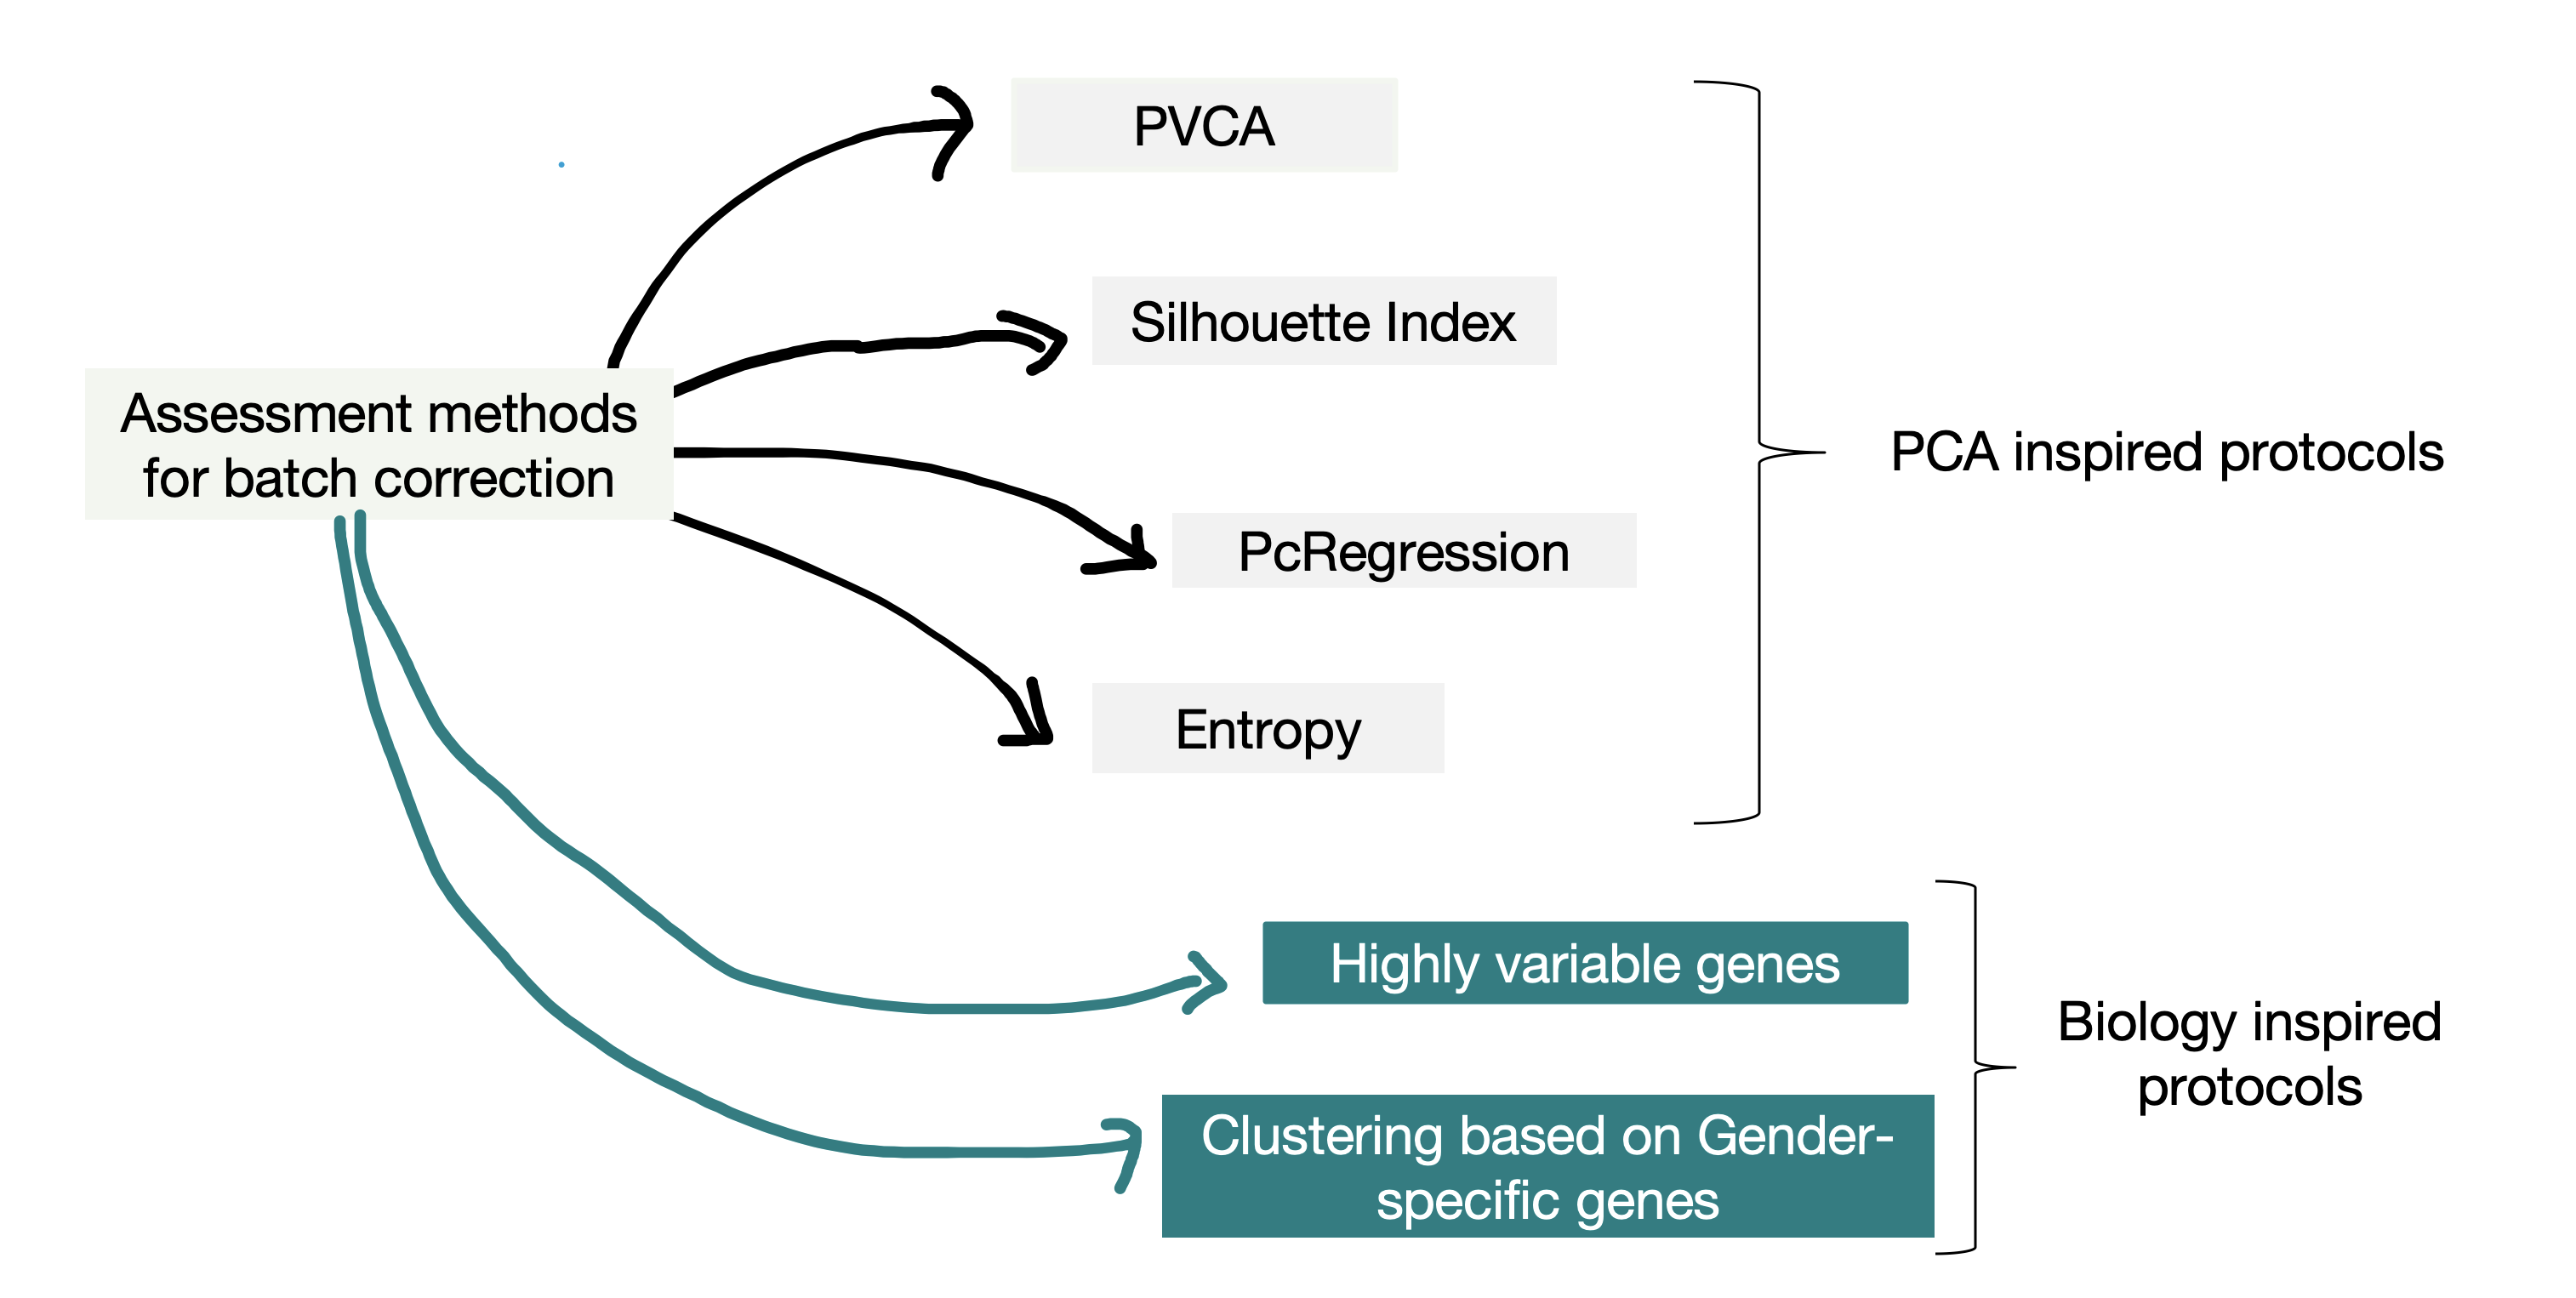 PVCA
Silhouette Index
Assessment methods
for batch correction
PCA inspired protocols
PcRegression
Entropy
Highly variable genes
Biology inspired
protocols
Clustering based on Gender-
specific genes